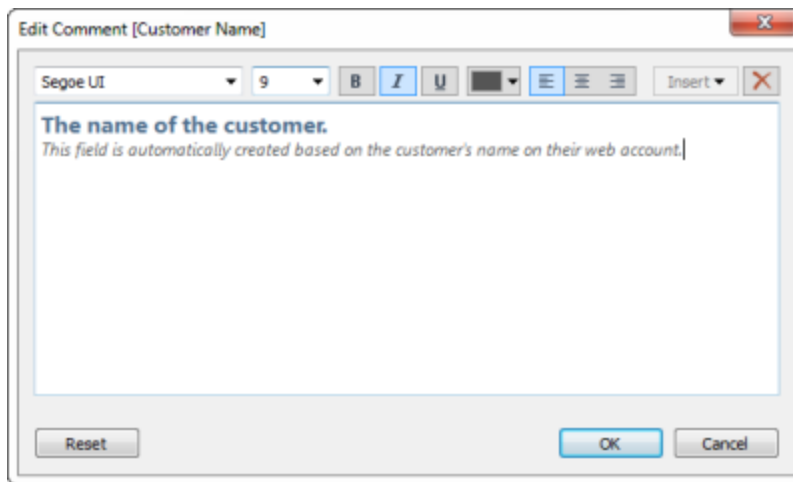 Edit Comment [Customer Name]
Segoe UI 9 B I U Insert
The name of the customer.
This field is automatically created based on the customer's name on their web account.
Reset OK Cancel